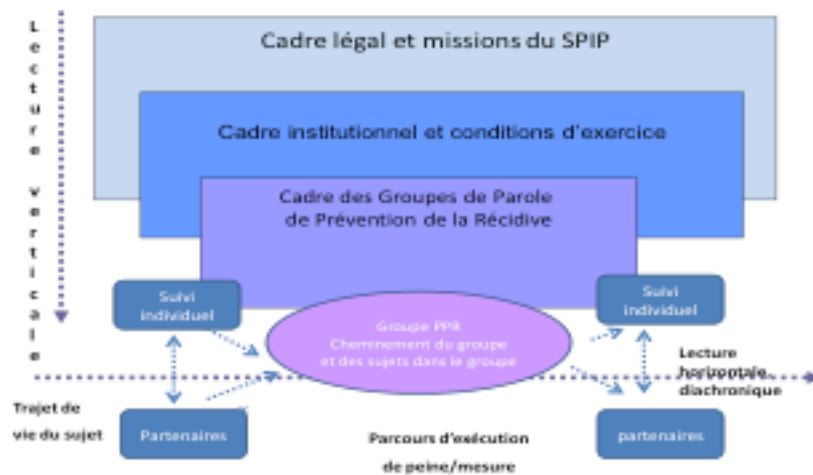 Lecture verticale
Cadre légal et missions du SPIP
Cadre institutionnel et conditions d'exercice
Cadre des Groupes de Parole
de Prévention de la Récidive
Suivi
individuel
Suivi
individuel
Groupe PPR
Cheminement du groupe
et des sujets dans le groupe
Lecture
horizontale,
diachronique
Trajet de
vie du sujet
Partenaires
Parcours d'exécution
de peine/mesure
partenaires